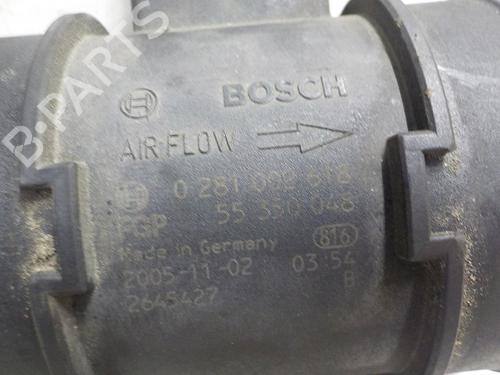 BOSCH
AIR FLOW
0 281 002 618
FGP 55 350 048
Made in Germany 816
2005-11-02 03 54
2645427 B
B-PARTS